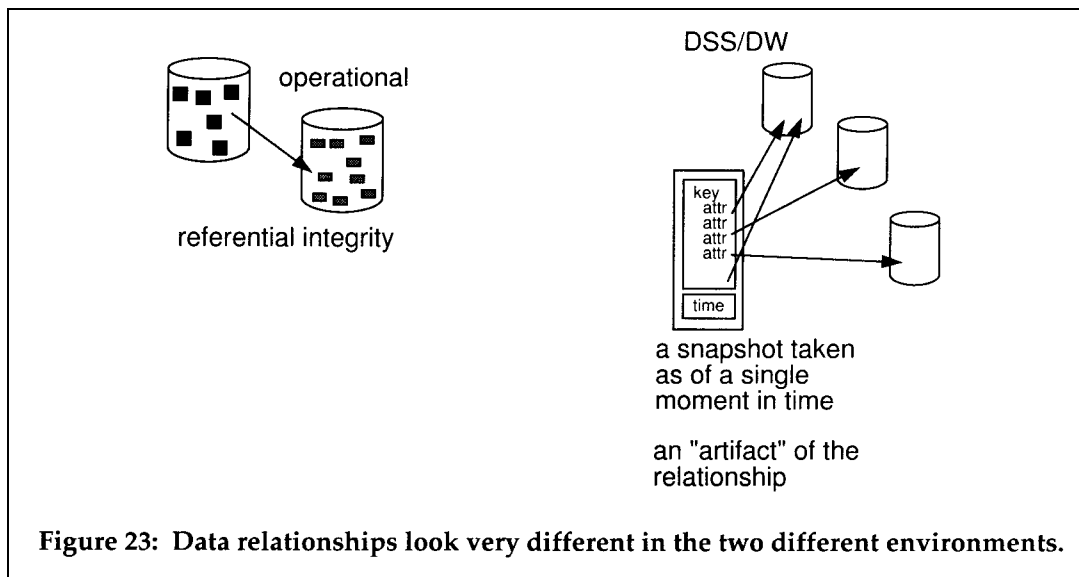 operational
referential integrity
DSS/DW
key
attr
attr
attr
attr
time
a snapshot taken
as of a single
moment in time
an "artifact" of the
relationship
Figure 23: Data relationships look very different in the two different environments.